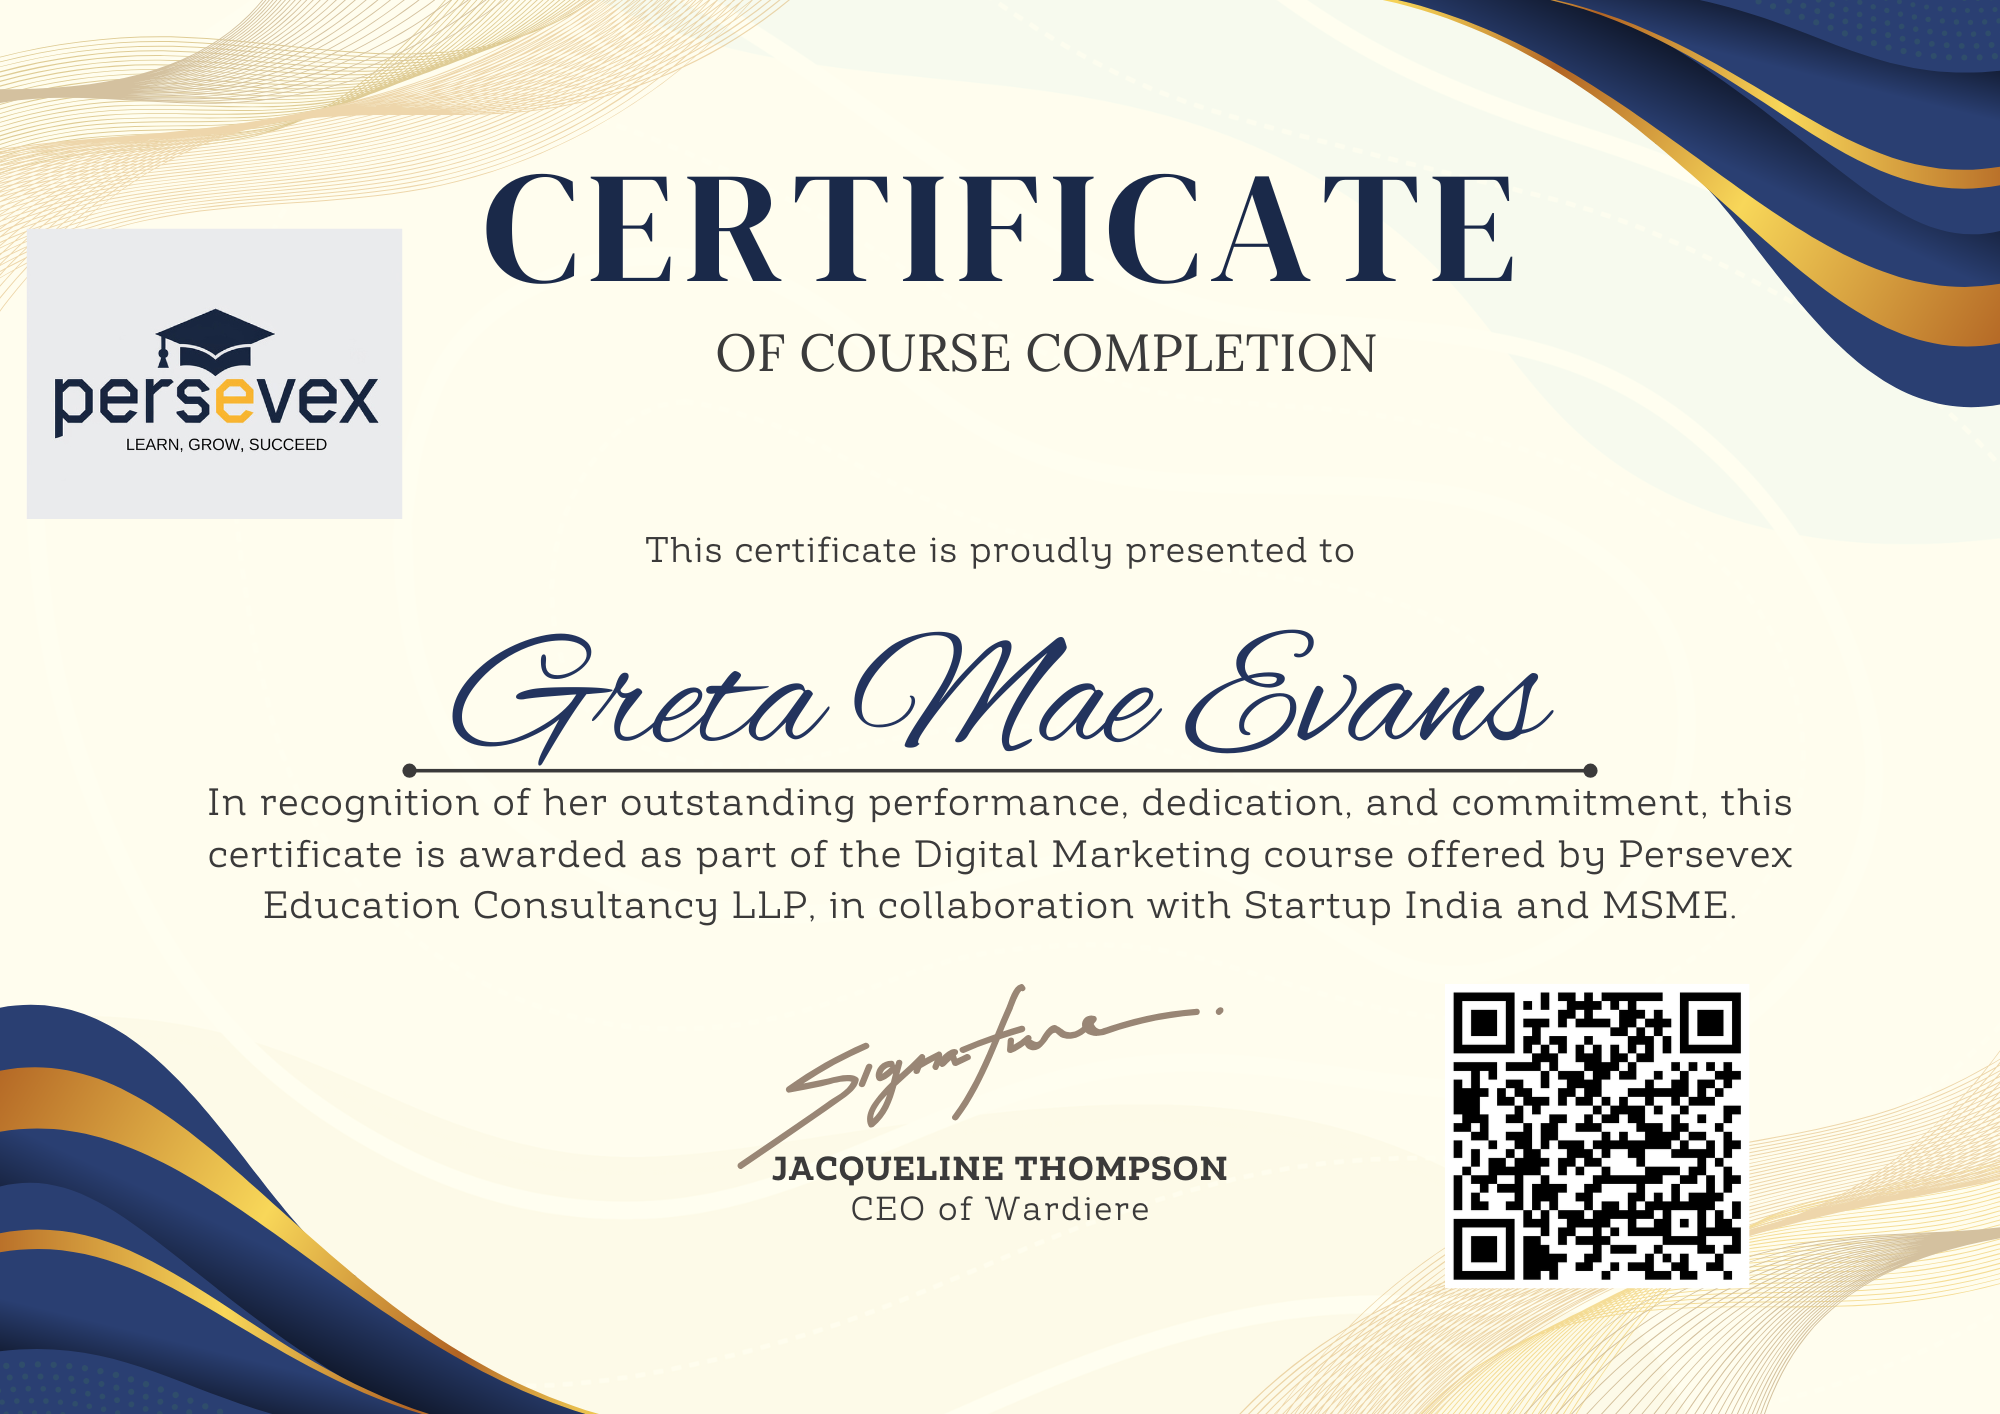 CERTIFICATE
OF COURSE COMPLETION
persevex
LEARN, GROW, SUCCEED
This certificate is proudly presented to
Greta Mae Evans
In recognition of her outstanding performance, dedication, and commitment, this
certificate is awarded as part of the Digital Marketing course offered by Persevex
Education Consultancy LLP, in collaboration with Startup India and MSME.
Signature
JACQUELINE THOMPSON
CEO of Wardiere